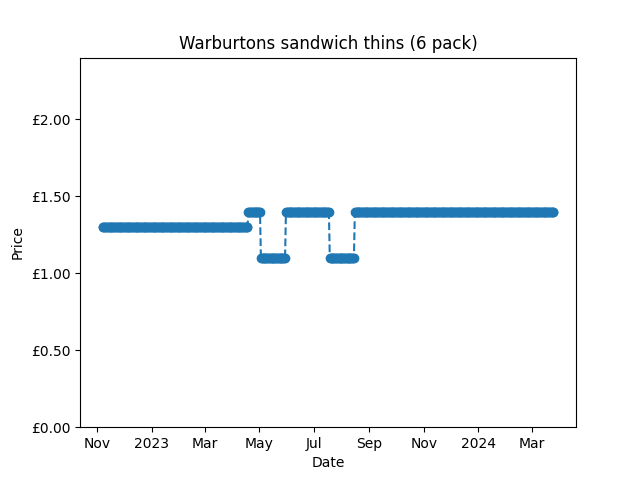 Warburtons sandwich thins (6 pack)
£2.00
£1.50
£1.00
£0.50
£0.00
Price
Nov 2023 Mar May Jul Sep Nov 2024 Mar
Date